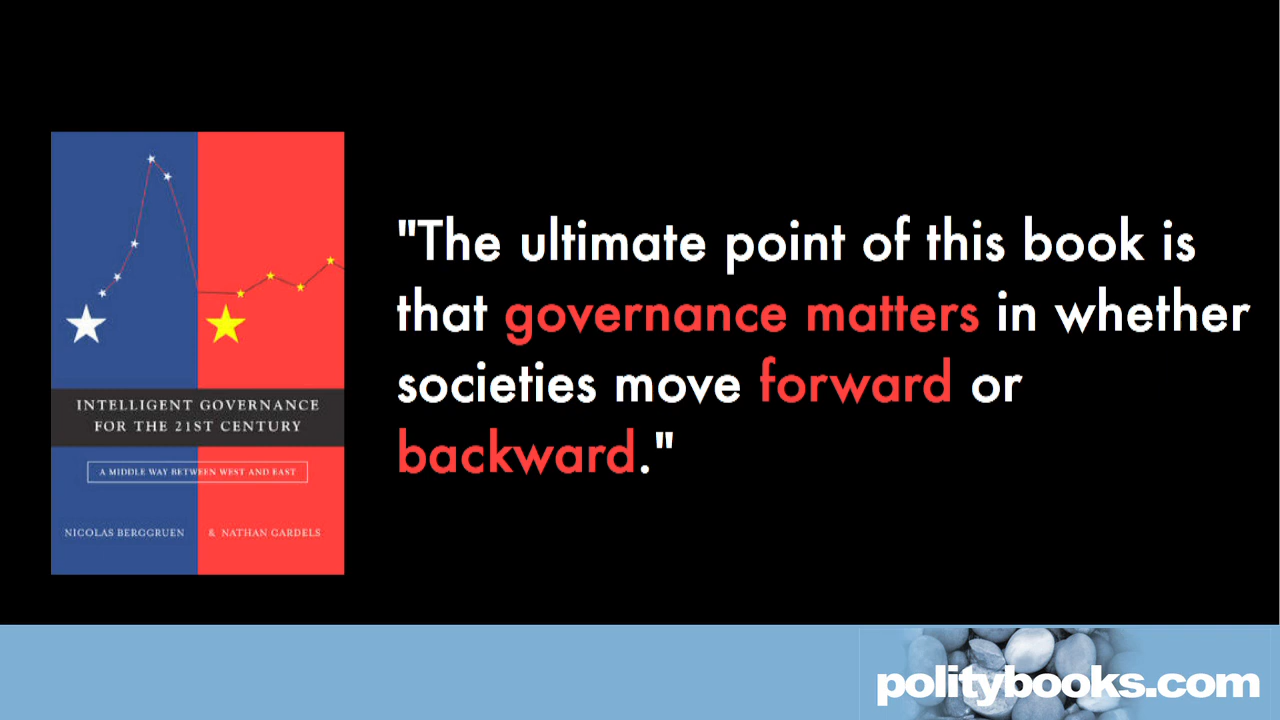 INTELLIGENT GOVERNANCE
FOR THE 21ST CENTURY
A MIDDLE WAY BETWEEN WEST AND EAST
NICOLAS BERGGRUEN & NATHAN GARDELS
"The ultimate point of this book is
that governance matters in whether
societies move forward or
backward."
politybooks.com